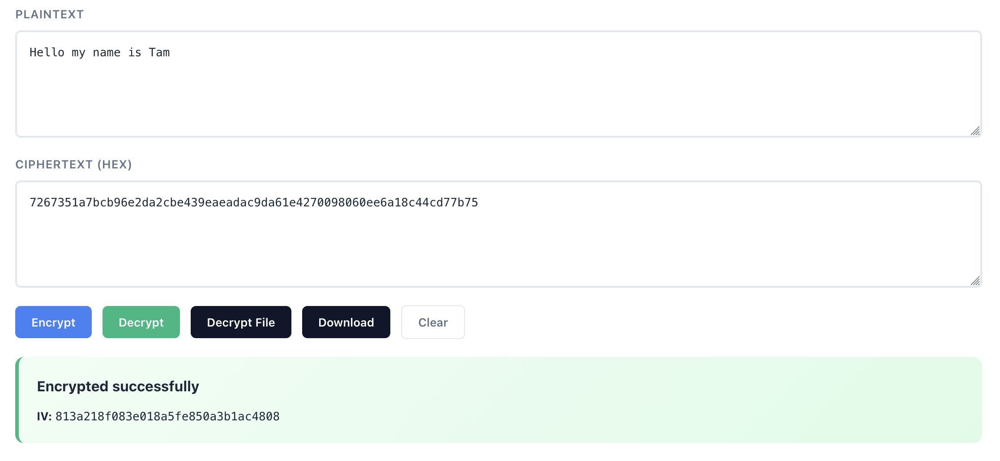 PLAINTEXT
Hello my name is Tam
CIPHERTEXT (HEX)
7267351a7bcb96e2da2cbe439eaeadac9da61e4270098060ee6a18c44cd77b75
Encrypt
Decrypt
Decrypt File
Download
Clear
Encrypted successfully
IV: 813a218f083e018a5fe850a3b1ac4808